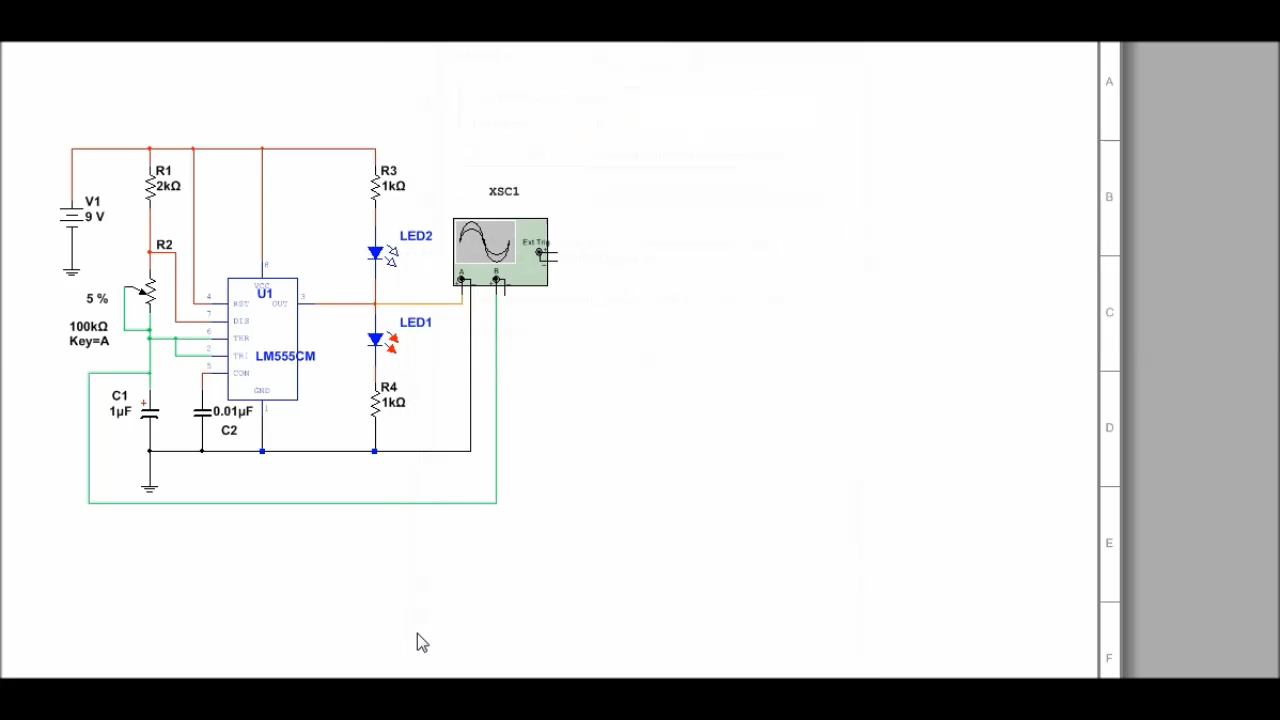 A
B
C
D
E
F
V1
9 V
R1
2kΩ
R2
5 %
100kΩ
Key=A
C1
+
1µF
0.01µF
C2
8
VCC
U1
4
RST
OUT
3
7
DIS
6
THR
2
TRI
LM555CM
5
CON
GND
1
R3
1kΩ
LED2
LED1
R4
1kΩ
XSC1
Ext Trig
A
B